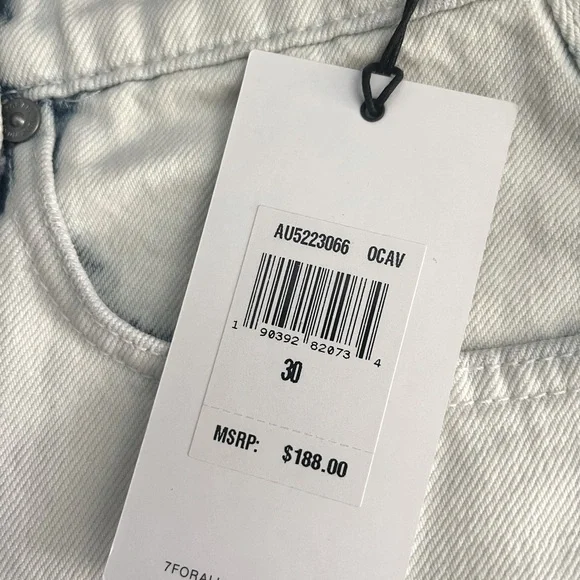 AU5223066 OCAV
1 90392 82073 4
30
MSRP: $188.00
7FORALL